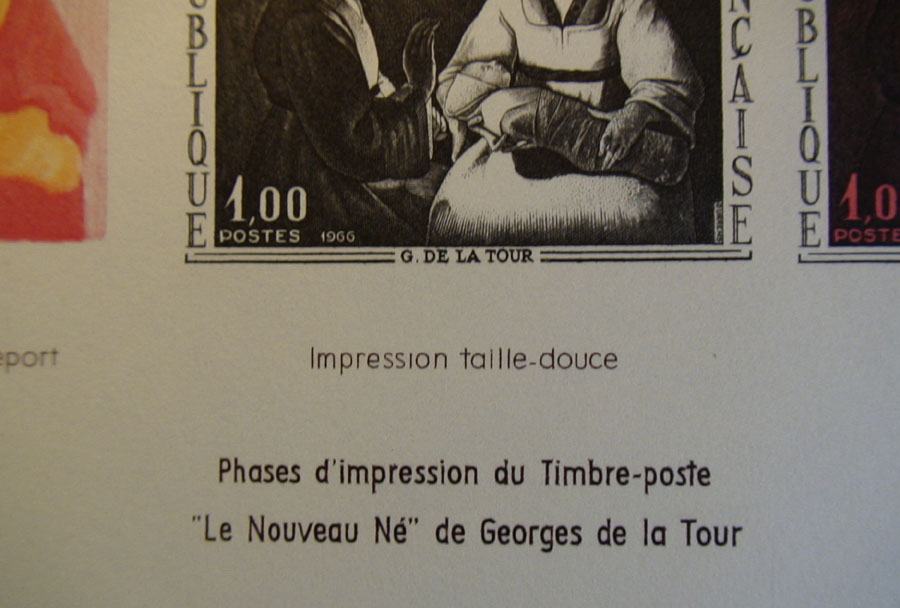 BLIQUE
NÇAISE
BLIQUE
1,00
POSTES 1966
1,0
POSTE
G. DE LA TOUR
eport
Impression taille-douce
Phases d'impression du Timbre-poste
"Le Nouveau Né" de Georges de la Tour